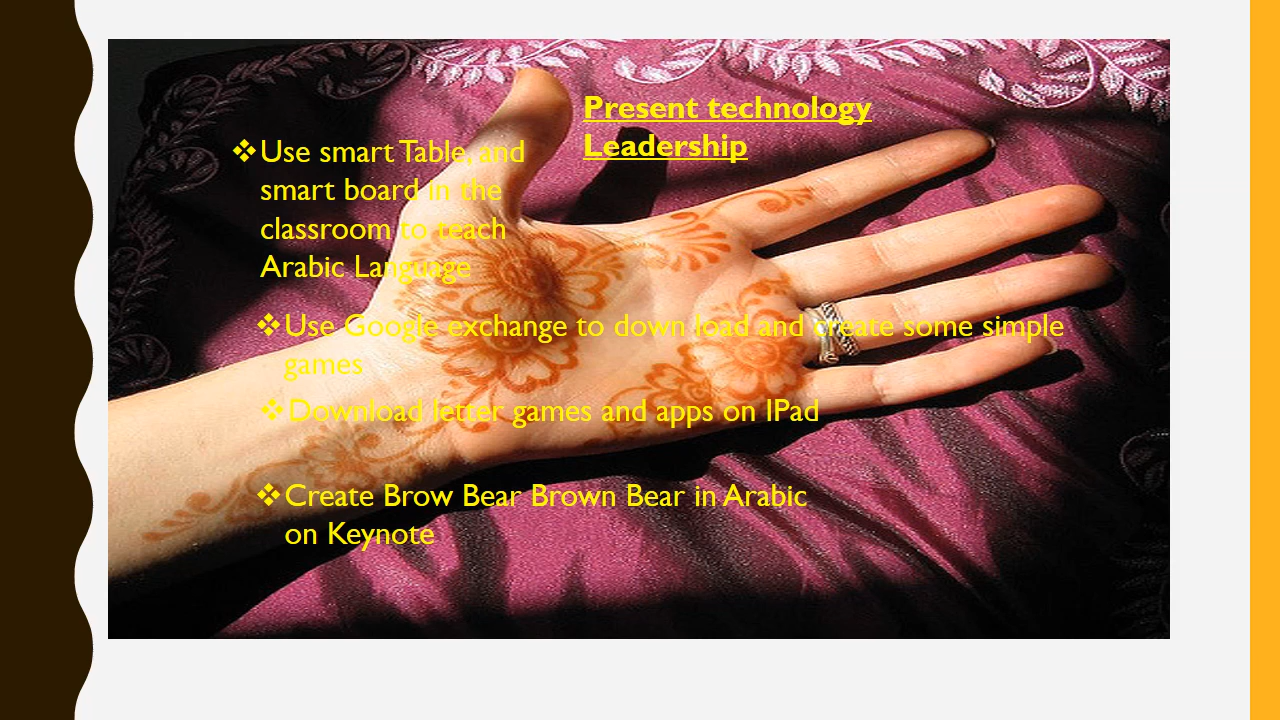 Present technology
Leadership
❖Use smart Table, and
smart board in the
classroom to teach
Arabic Language
❖Use Google exchange to down load and create some simple
games
❖Download letter games and apps on IPad
❖Create Brow Bear Brown Bear in Arabic
on Keynote